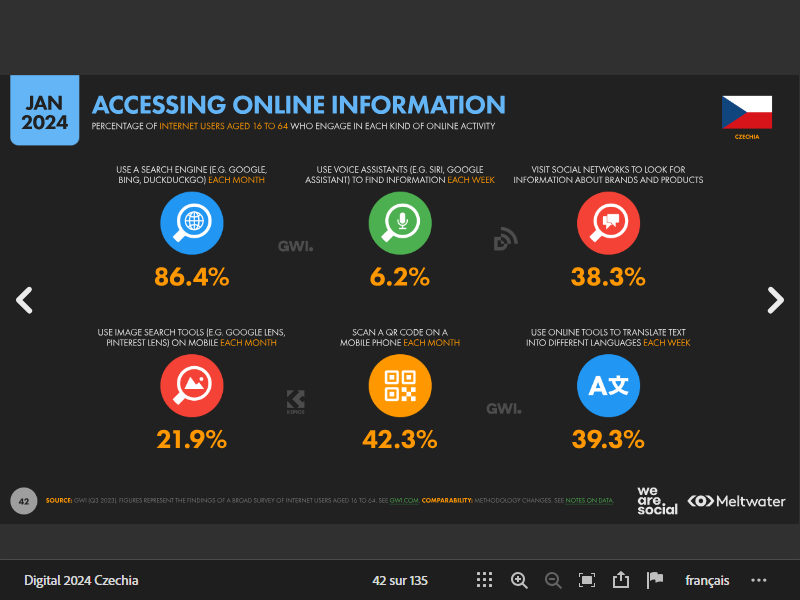 JAN
2024
ACCESSING ONLINE INFORMATION
PERCENTAGE OF INTERNET USERS AGED 16 TO 64 WHO ENGAGE IN EACH KIND OF ONLINE ACTIVITY
CZECHIA
USE A SEARCH ENGINE (E.G. GOOGLE,
BING, DUCKDUCKGO) EACH MONTH
86.4%
USE VOICE ASSISTANTS (E.G. SIRI, GOOGLE
ASSISTANT) TO FIND INFORMATION EACH WEEK
6.2%
VISIT SOCIAL NETWORKS TO LOOK FOR
INFORMATION ABOUT BRANDS AND PRODUCTS
38.3%
GWI.
USE IMAGE SEARCH TOOLS (E.G. GOOGLE LENS,
PINTEREST LENS) ON MOBILE EACH MONTH
21.9%
SCAN A QR CODE ON A
MOBILE PHONE EACH MONTH
42.3%
USE ONLINE TOOLS TO TRANSLATE TEXT
INTO DIFFERENT LANGUAGES EACH WEEK
A文
39.3%
KEPIOS
GWI.
42
SOURCE: GWI (Q3 2023). FIGURES REPRESENT THE FINDINGS OF A BROAD SURVEY OF INTERNET USERS AGED 16 TO 64. SEE GWI.COM. COMPARABILITY: METHODOLOGY CHANGES. SEE NOTES ON DATA.
we
are.
social
Meltwater
Digital 2024 Czechia
42 sur 135
français